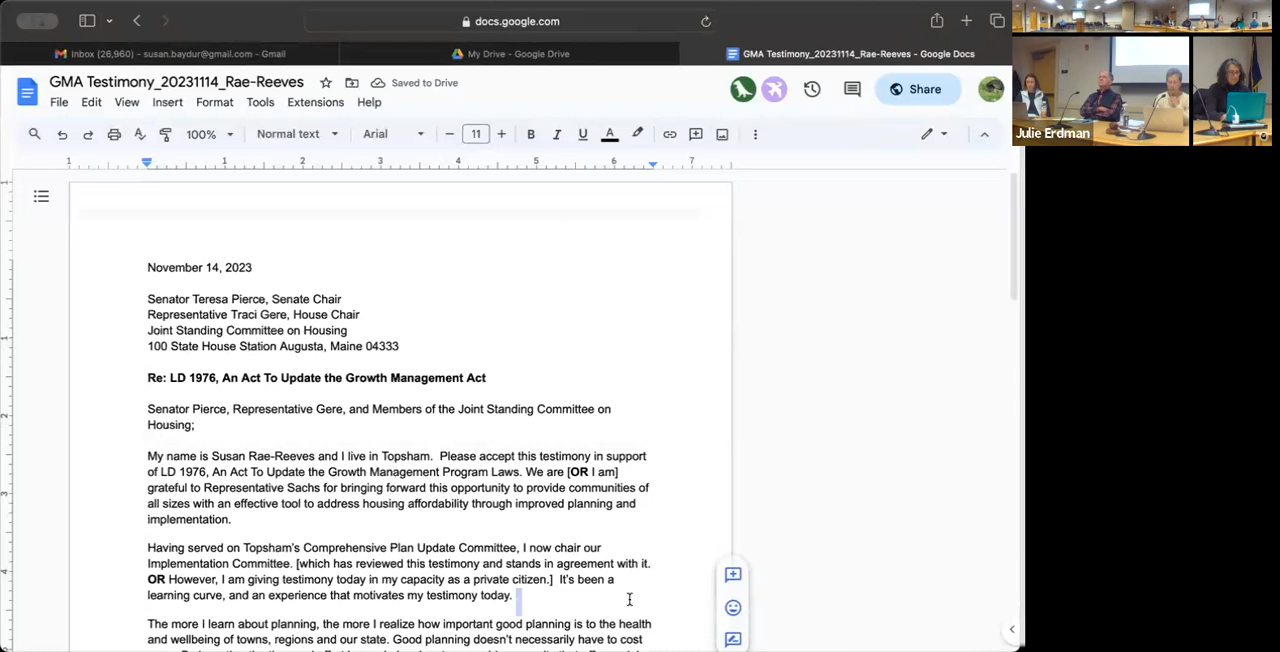 docs.google.com
Inbox (26,960) - susan.baydur@gmail.com - Gmail
My Drive - Google Drive
GMA Testimony_20231114_Rae-Reeves - Google Docs
GMA Testimony_20231114_Rae-Reeves
Saved to Drive
File Edit View Insert Format Tools Extensions Help
Share
100% Normal text Arial 11 B I U A
1 1 2 3 4 5 6 7
November 14, 2023
Senator Teresa Pierce, Senate Chair
Representative Traci Gere, House Chair
Joint Standing Committee on Housing
100 State House Station Augusta, Maine 04333
Re: LD 1976, An Act To Update the Growth Management Act
Senator Pierce, Representative Gere, and Members of the Joint Standing Committee on
Housing;
My name is Susan Rae-Reeves and I live in Topsham.  Please accept this testimony in support
of LD 1976, An Act To Update the Growth Management Program Laws. We are [OR I am]
grateful to Representative Sachs for bringing forward this opportunity to provide communities of
all sizes with an effective tool to address housing affordability through improved planning and
implementation.
Having served on Topsham's Comprehensive Plan Update Committee, I now chair our
Implementation Committee. [which has reviewed this testimony and stands in agreement with it.
OR However, I am giving testimony today in my capacity as a private citizen.]  It's been a
learning curve, and an experience that motivates my testimony today.
The more I learn about planning, the more I realize how important good planning is to the health
and wellbeing of towns, regions and our state. Good planning doesn't necessarily have to cost
Julie Erdman